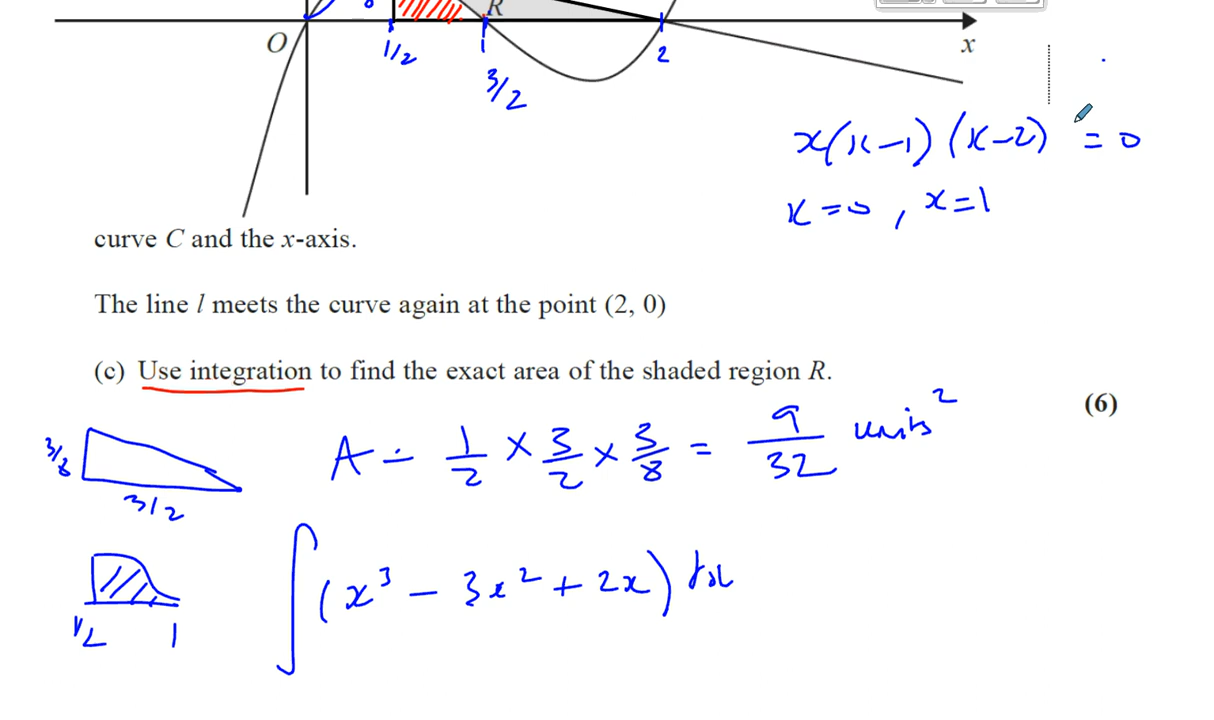 R
O
1/2
1
2
x
3/2
x(x-1)(x-2) = 0
x = 0 , x = 1
curve C and the x-axis.
The line l meets the curve again at the point (2, 0)
(c) Use integration to find the exact area of the shaded region R.
(6)
3/8
3/2
A = 1/2 × 3/2 × 3/8 = 9/32 units²
1/2 1
∫(x³ - 3x² + 2x) dx